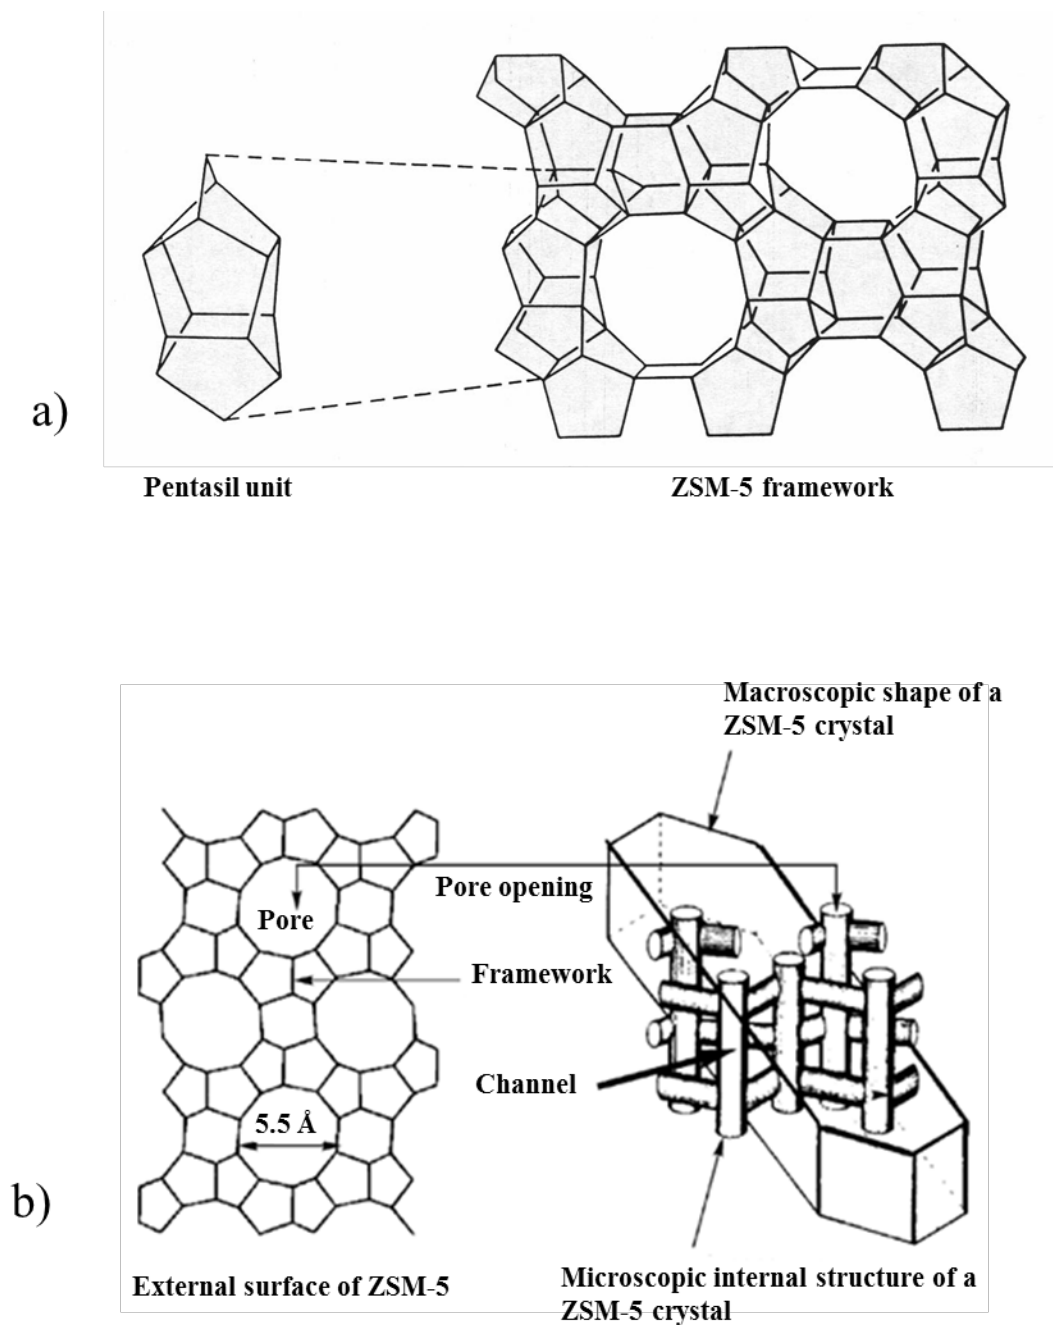 a)
Pentasil unit
ZSM-5 framework
Macroscopic shape of a
ZSM-5 crystal
Pore opening
Pore
Framework
Channel
5.5 Å
b)
External surface of ZSM-5
Microscopic internal structure of a
ZSM-5 crystal